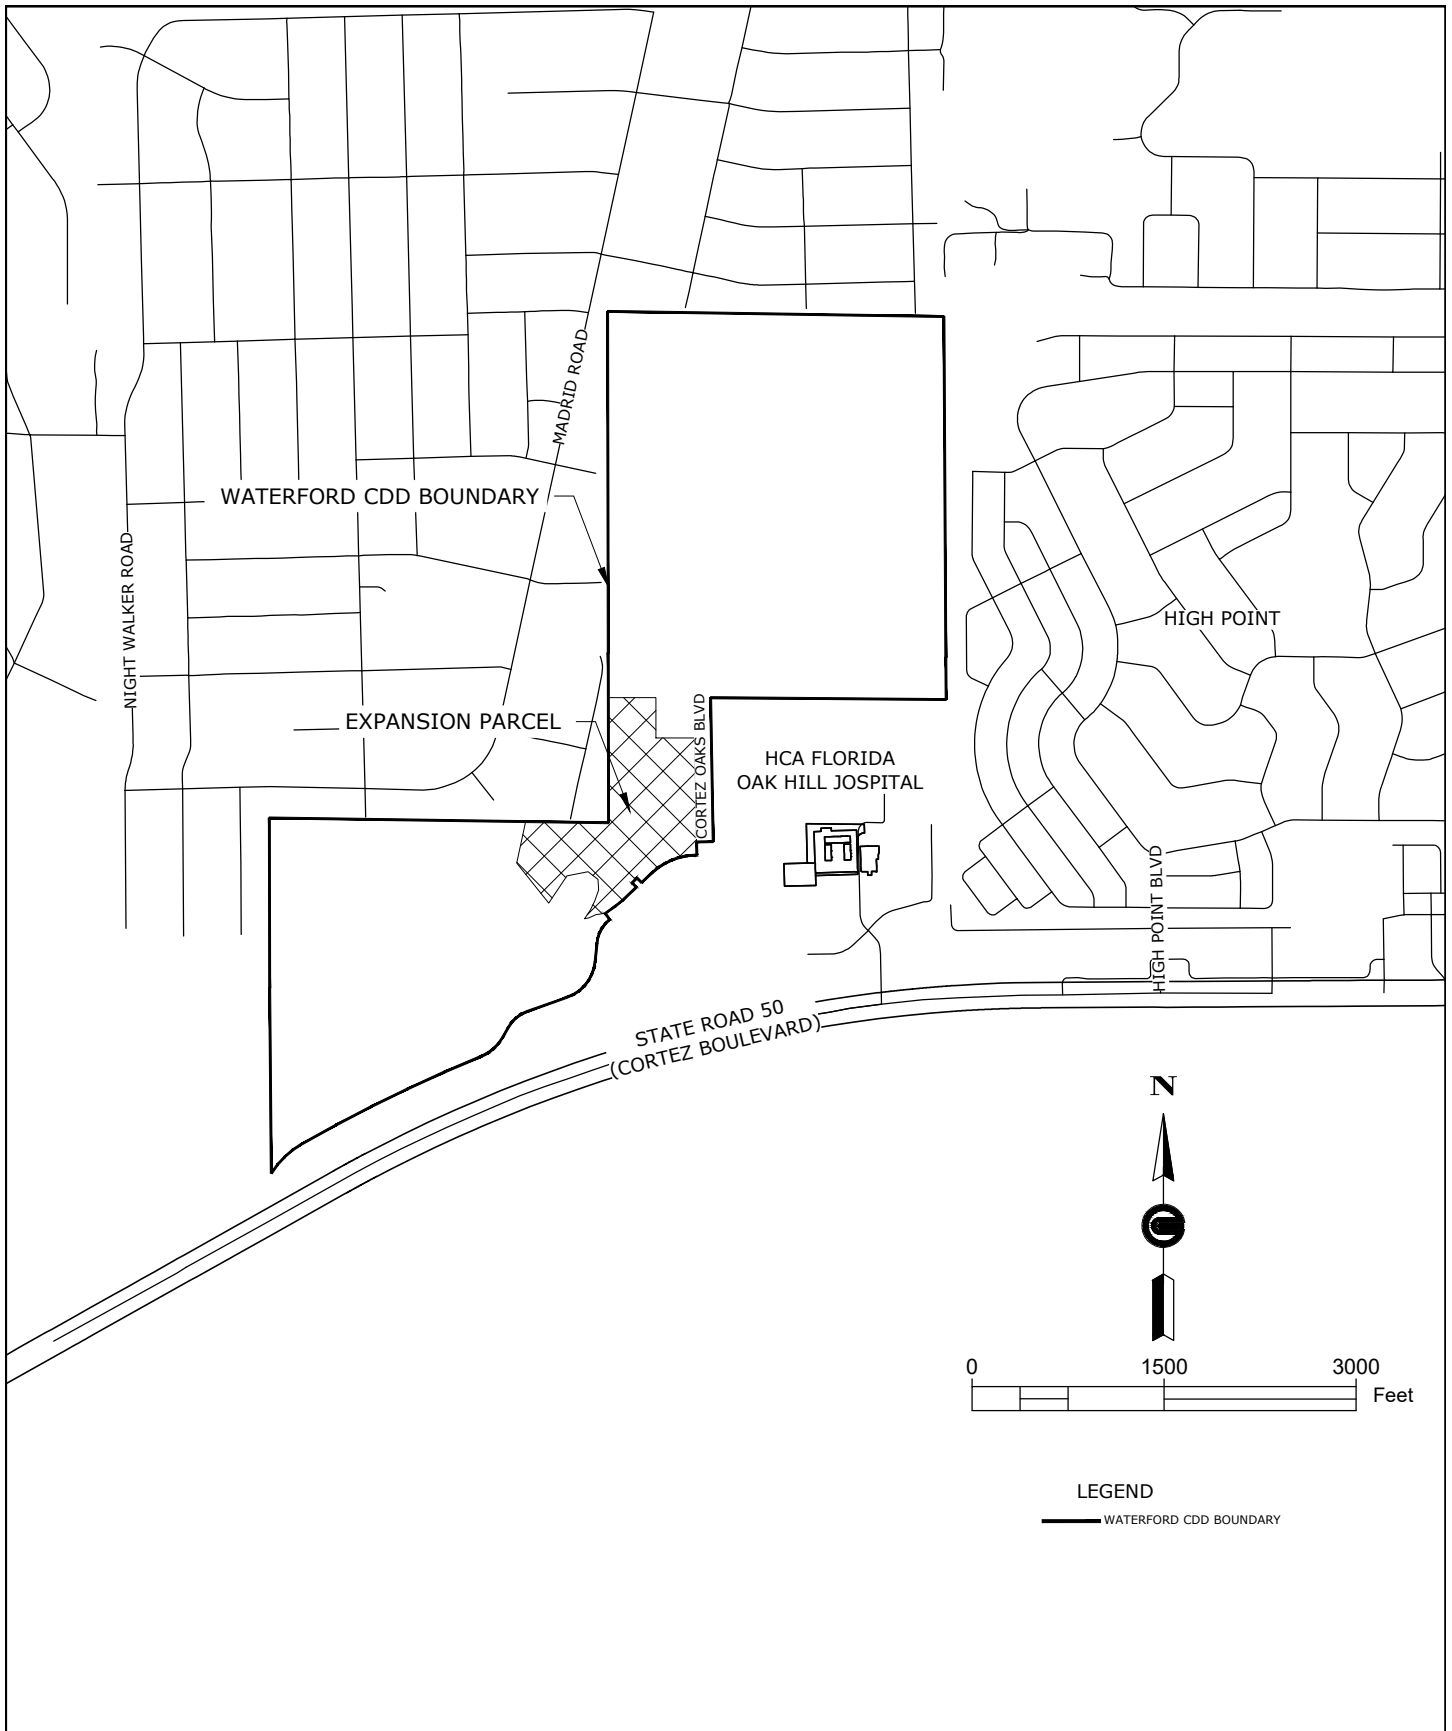 MADRID ROAD
WATERFORD CDD BOUNDARY
NIGHT WALKER ROAD
HIGH POINT
EXPANSION PARCEL
CORTEZ OAKS BLVD
HCA FLORIDA
OAK HILL JOSPITAL
HIGH POINT BLVD
STATE ROAD 50
(CORTEZ BOULEVARD)
N
0 1500 3000
Feet
LEGEND
WATERFORD CDD BOUNDARY